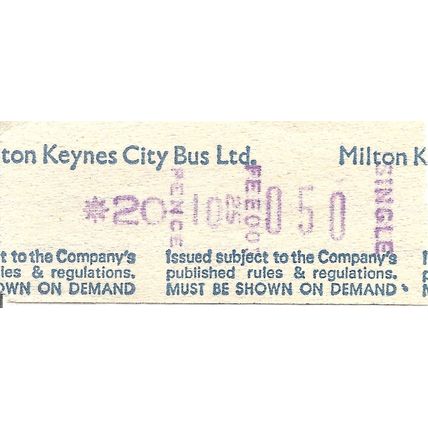 ton Keynes City Bus Ltd. Milton K
*20 PENCE 10 050 SINGLE
t to the Company's Issued subject to the Company's I
les & regulations. published rules & regulations.
WN ON DEMAND MUST BE SHOWN ON DEMAND